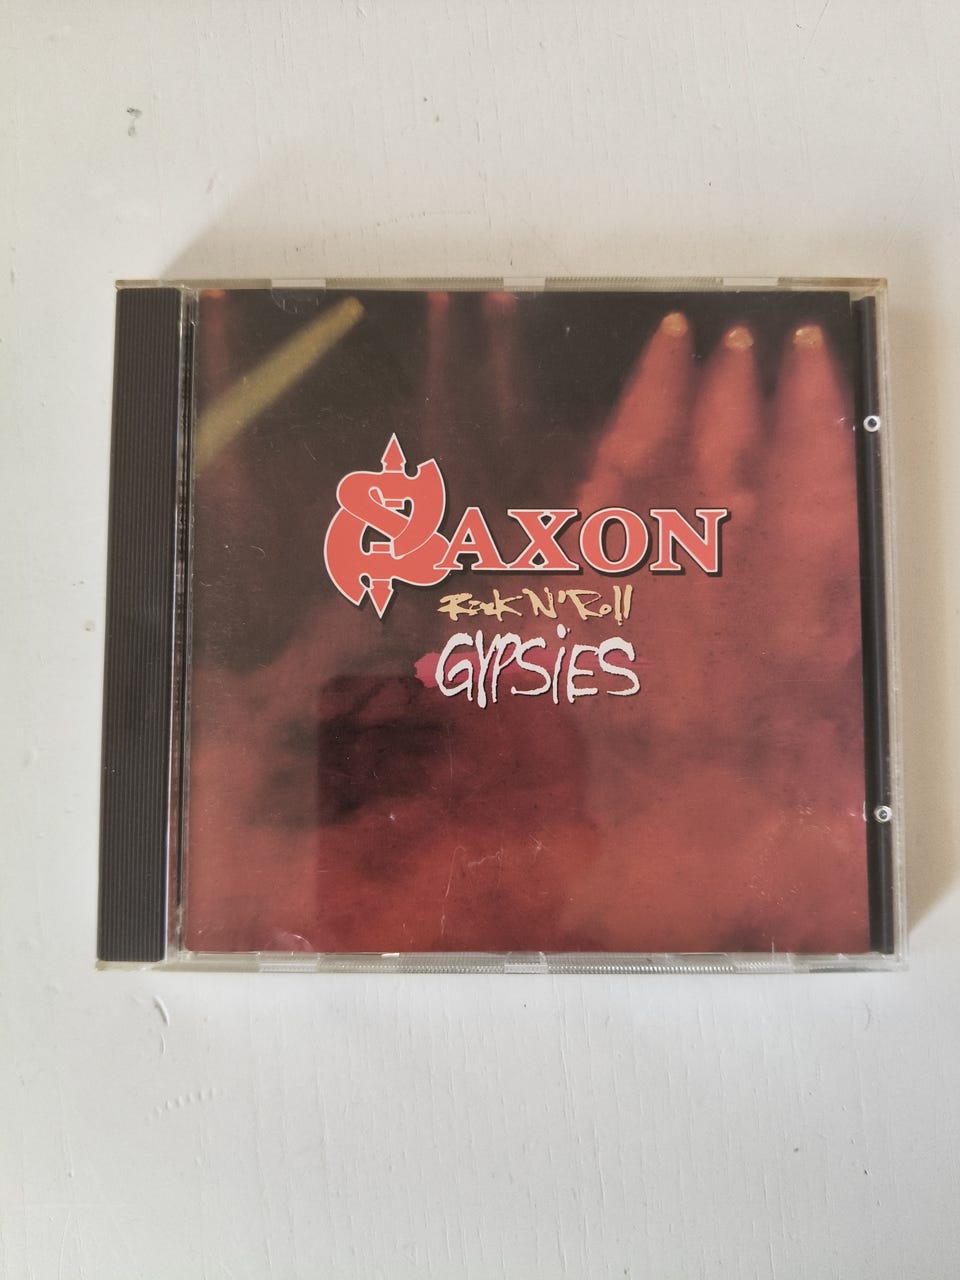 SAXON
Rock N' Roll
GYPSiES